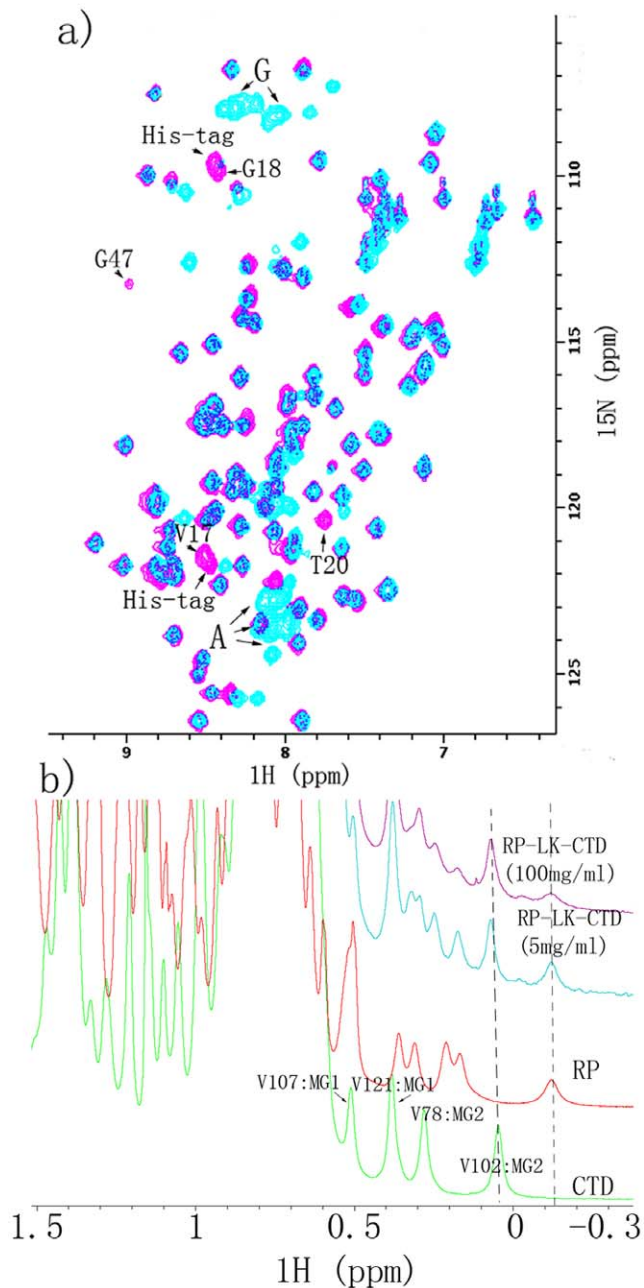 a)
G
His-tag
G18
G47
V17
His-tag
T20
A
110
115
120
125
15N (ppm)
9 8 7
1H (ppm)
b)
RP-LK-CTD
(100mg/ml)
RP-LK-CTD
(5mg/ml)
RP
V107:MG1
V121:MG1
V78:MG2
V102:MG2
CTD
1.5 1 0.5 0 -0.3
1H (ppm)